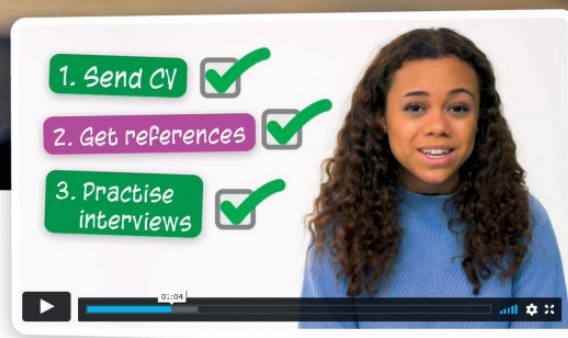 1. Send CV
2. Get references
3. Practise
interviews
01:04